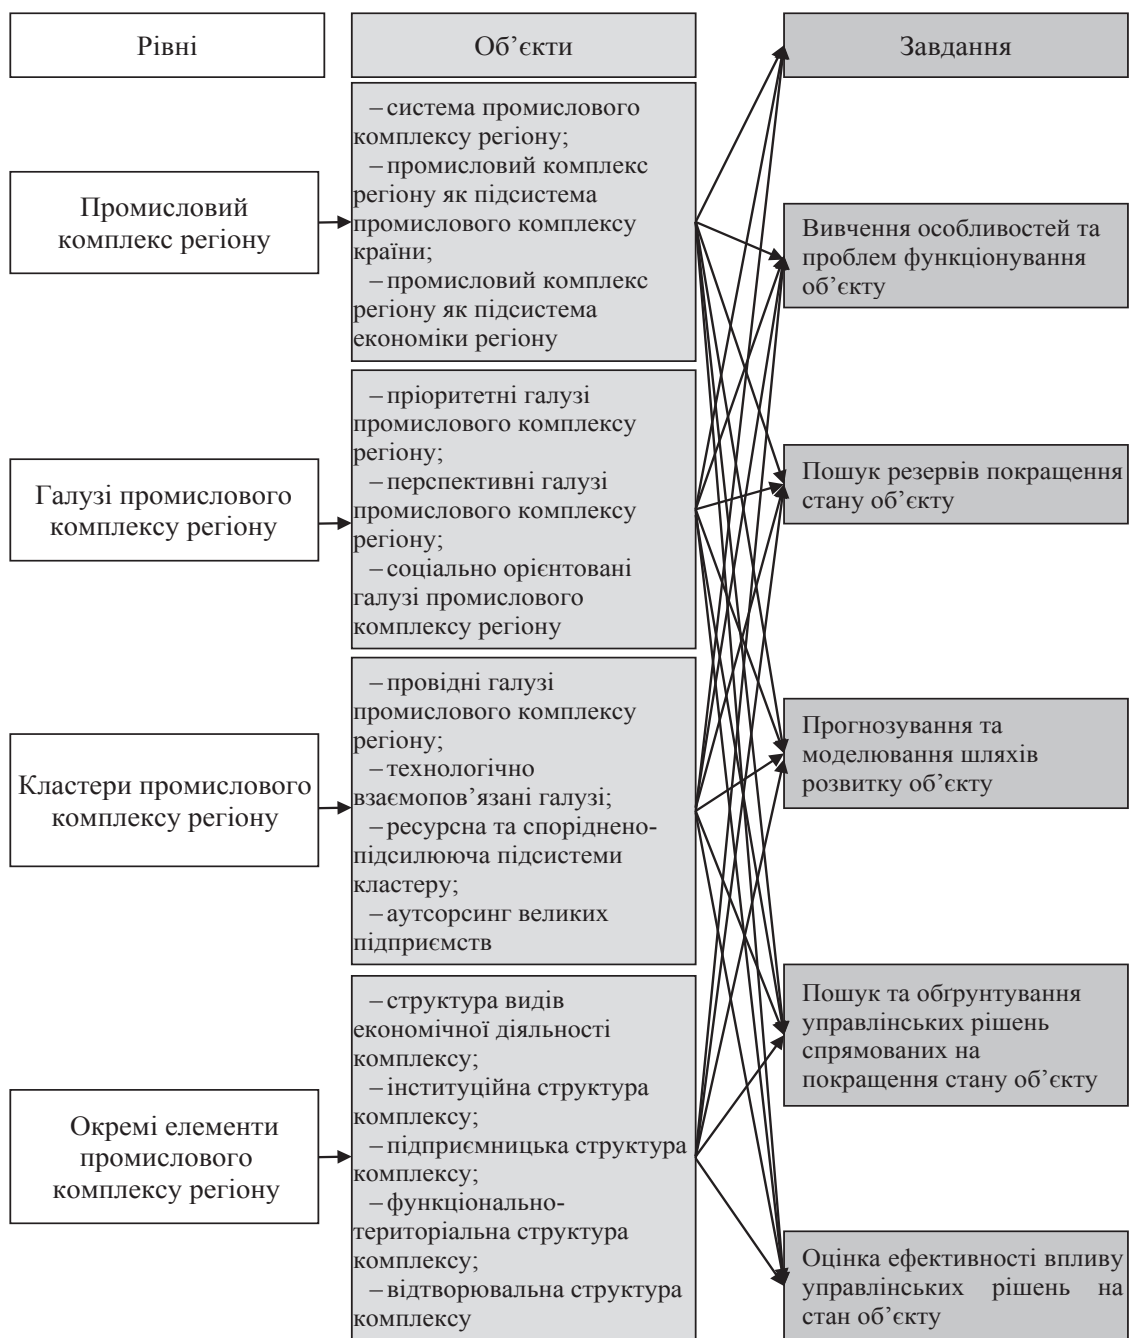 Рівні
Об’єкти
Завдання
Промисловий
комплекс регіону
– система промислового
комплексу регіону;
– промисловий комплекс
регіону як підсистема
промислового комплексу
країни;
– промисловий комплекс
регіону як підсистема
економіки регіону
Галузі промислового
комплексу регіону
– пріоритетні галузі
промислового комплексу
регіону;
– перспективні галузі
промислового комплексу
регіону;
– соціально орієнтовані
галузі промислового
комплексу регіону
Кластери промислового
комплексу регіону
– провідні галузі
промислового комплексу
регіону;
– технологічно
взаємопов’язані галузі;
– ресурсна та споріднено-
підсилююча підсистеми
кластеру;
– аутсорсинг великих
підприємств
Окремі елементи
промислового
комплексу регіону
– структура видів
економічної діяльності
комплексу;
– інституційна структура
комплексу;
– підприємницька структура
комплексу;
– функціонально-
територіальна структура
комплексу;
– відтворювальна структура
комплексу
Вивчення особливостей та
проблем функціонування
об’єкту
Пошук резервів покращення
стану об’єкту
Прогнозування та
моделювання шляхів
розвитку об’єкту
Пошук та обґрунтування
управлінських рішень
спрямованих на
покращення стану об’єкту
Оцінка ефективності впливу
управлінських рішень на
стан об’єкту